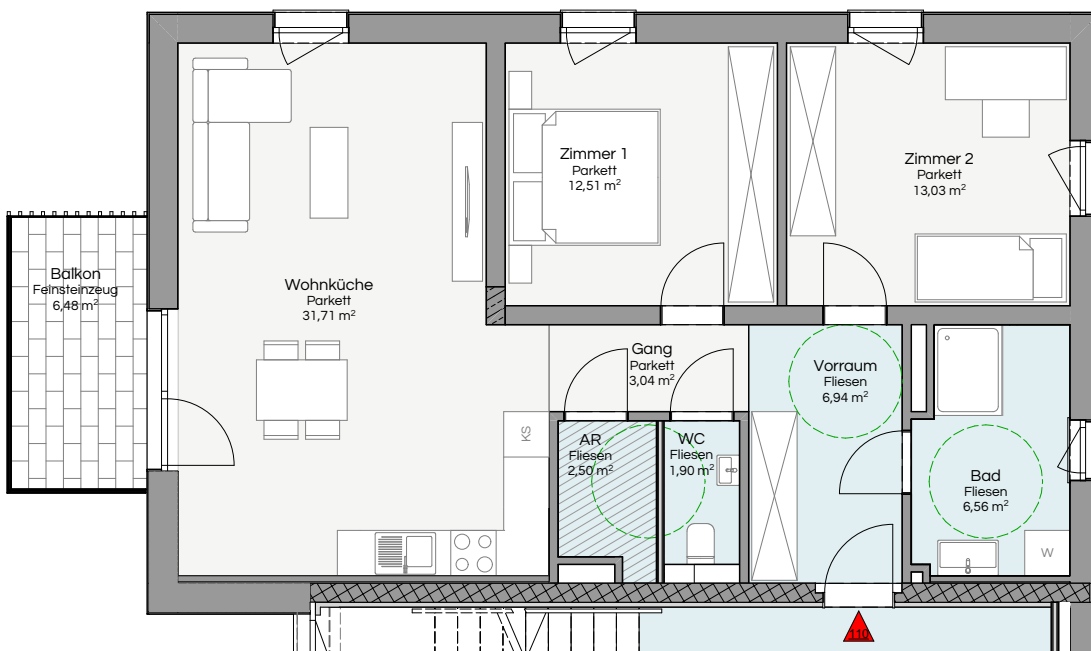 Zimmer 1
Parkett
12,51 m²
Zimmer 2
Parkett
13,03 m²
Balkon
Feinsteinzeug
6,48 m²
Wohnküche
Parkett
31,71 m²
Gang
Parkett
3,04 m²
Vorraum
Fliesen
6,94 m²
KS
AR
Fliesen
2,50 m²
WC
Fliesen
1,90 m²
Bad
Fliesen
6,56 m²
W
110